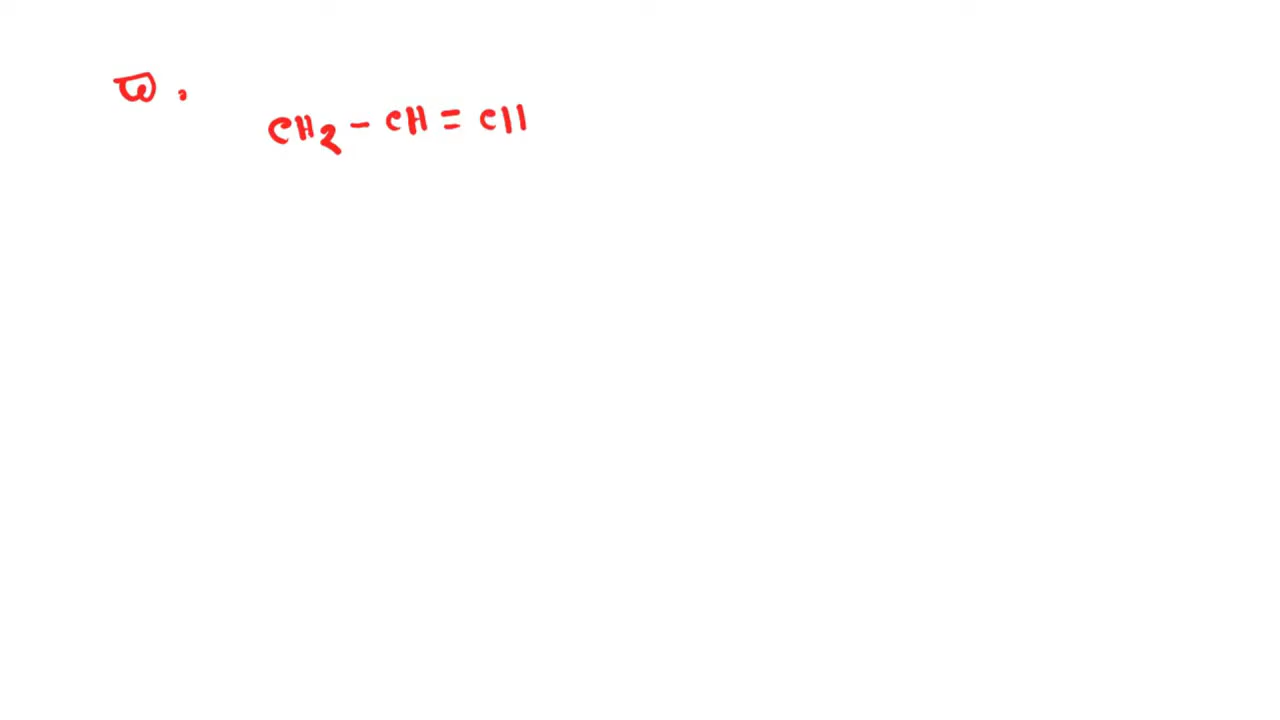 ত .
CH₂ - CH = CH